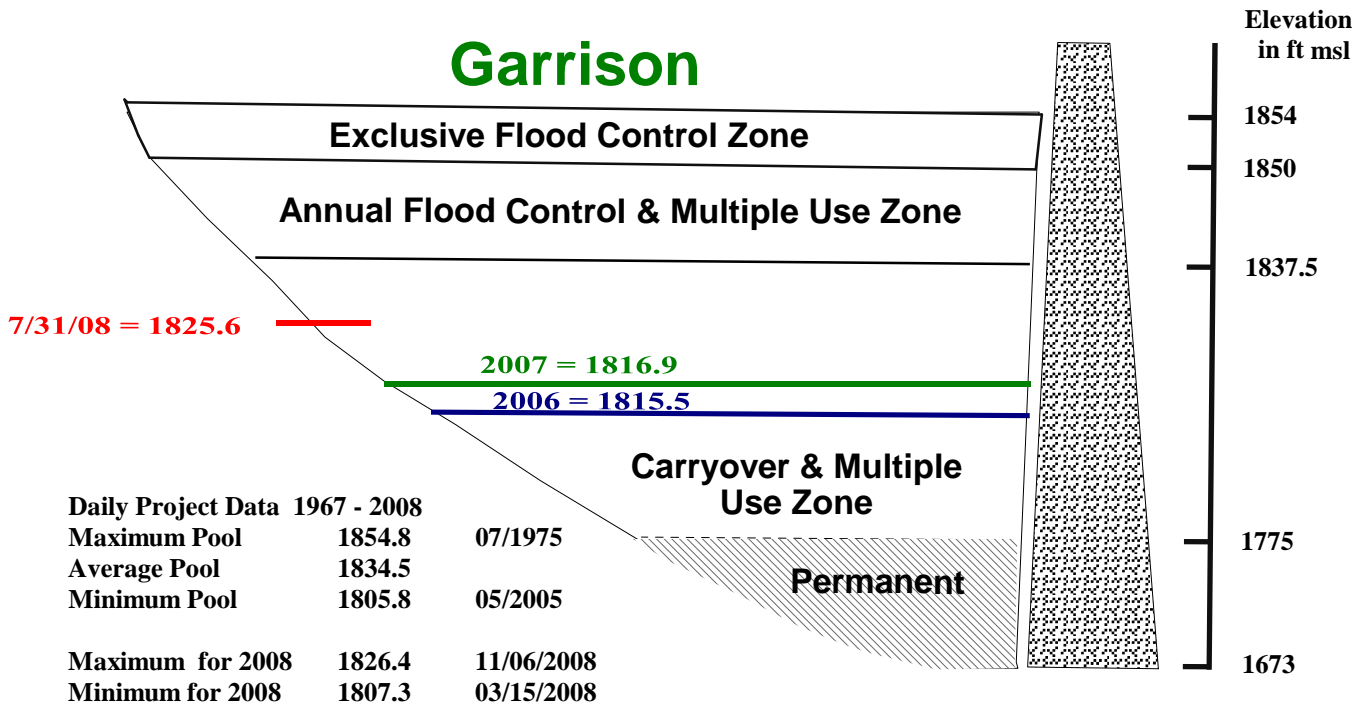 Garrison
Elevation
in ft msl
Exclusive Flood Control Zone
1854
1850
Annual Flood Control & Multiple Use Zone
1837.5
7/31/08 = 1825.6
2007 = 1816.9
2006 = 1815.5
Carryover & Multiple
Use Zone
1775
Permanent
1673
Daily Project Data 1967 - 2008
Maximum Pool 1854.8 07/1975
Average Pool 1834.5
Minimum Pool 1805.8 05/2005
Maximum for 2008 1826.4 11/06/2008
Minimum for 2008 1807.3 03/15/2008